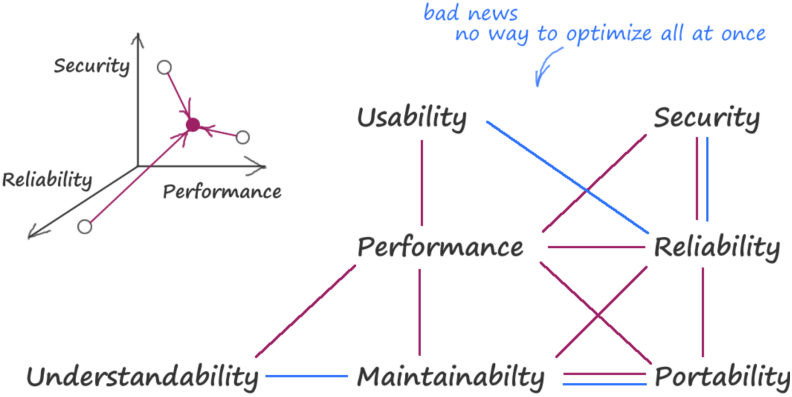 bad news
no way to optimize all at once
Security
Reliability
Performance
Usability
Security
Performance
Reliability
Understandability
Maintainabilty
Portability